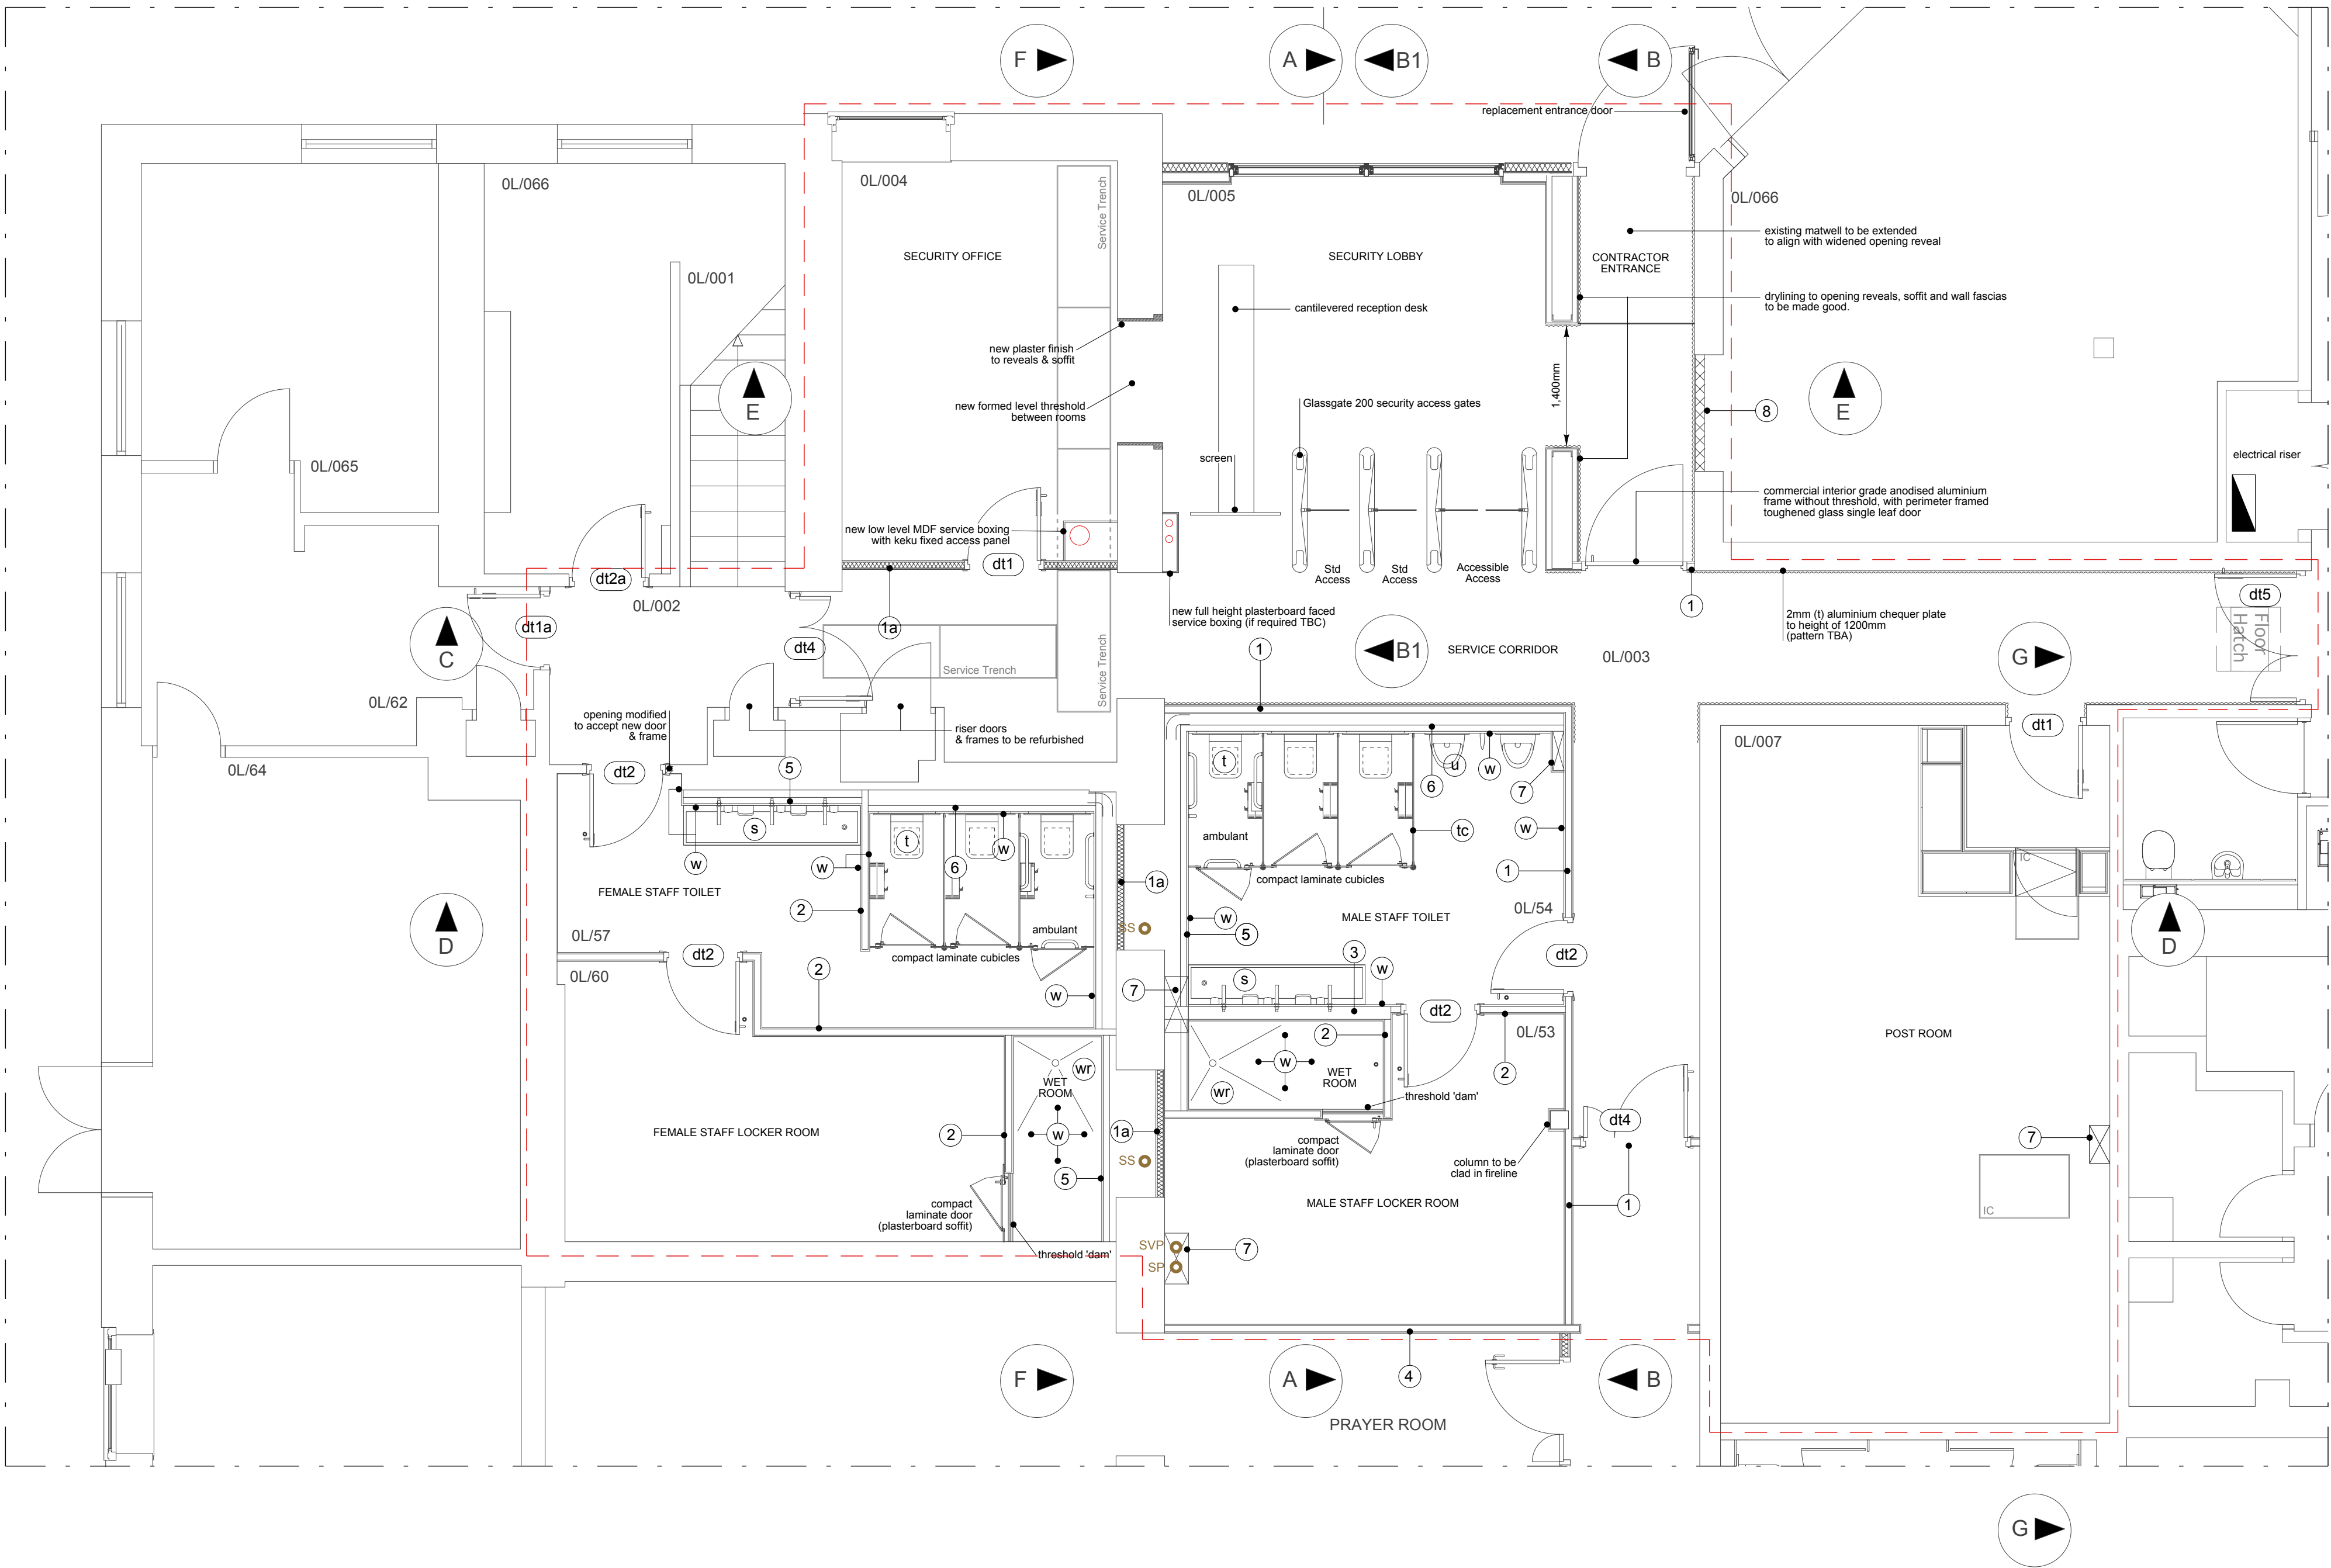 F
A
B1
B
replacement entrance door
0L/066
0L/004
Service Trench
0L/005
0L/066
existing matwell to be extended
to align with widened opening reveal
SECURITY OFFICE
SECURITY LOBBY
CONTRACTOR
ENTRANCE
0L/001
cantilevered reception desk
drylining to opening reveals, soffit and wall fascias
to be made good.
new plaster finish
to reveals & soffit
E
new formed level threshold
between rooms
Glassgate 200 security access gates
1,400mm
8
E
0L/065
screen
electrical riser
commercial interior grade anodised aluminium
frame without threshold, with perimeter framed
toughened glass single leaf door
new low level MDF service boxing
with keku fixed access panel
dt2a
dt1
Std
Access
Std
Access
Accessible
Access
0L/002
1
dt5
dt1a
1a
new full height plasterboard faced
service boxing (if required TBC)
2mm (t) aluminium chequer plate
to height of 1200mm
(pattern TBA)
Floor
Hatch
C
dt4
Service Trench
Service Trench
1
B1
SERVICE CORRIDOR
0L/003
G
0L/62
opening modified
to accept new door
& frame
riser doors
& frames to be refurbished
dt1
0L/007
0L/64
dt2
5
t
u
w
6
7
s
t
w
w
w
6
ambulant
tc
w
IC
1a
compact laminate cubicles
1
FEMALE STAFF TOILET
2
0L/54
w
MALE STAFF TOILET
D
0L/57
ambulant
SS
5
D
dt2
compact laminate cubicles
3
dt2
0L/60
2
w
s
w
7
dt2
2
0L/53
POST ROOM
w
WET
ROOM
wr
WET
ROOM
wr
2
threshold 'dam'
dt4
FEMALE STAFF LOCKER ROOM
2
w
1a
7
SS
compact
laminate door
(plasterboard soffit)
column to be
clad in fireline
5
compact
laminate door
(plasterboard soffit)
MALE STAFF LOCKER ROOM
1
IC
threshold 'dam'
SVP
SP
7
F
A
4
B
PRAYER ROOM
G